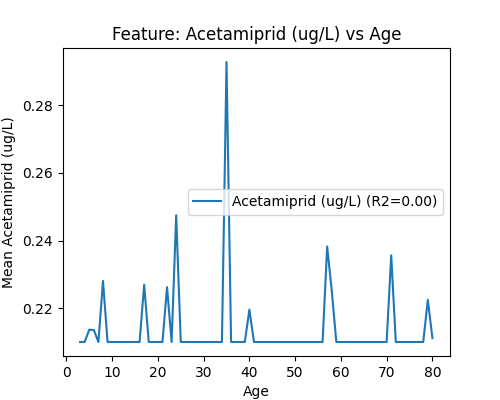 Feature: Acetamiprid (ug/L) vs Age
Mean Acetamiprid (ug/L)
0.28
0.26
0.24
0.22
Acetamiprid (ug/L) (R2=0.00)
0 10 20 30 40 50 60 70 80
Age